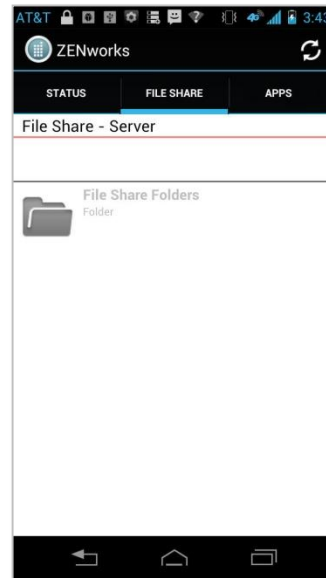 AT&T 3:43
ZENworks
STATUS FILE SHARE APPS
File Share - Server
File Share Folders
Folder